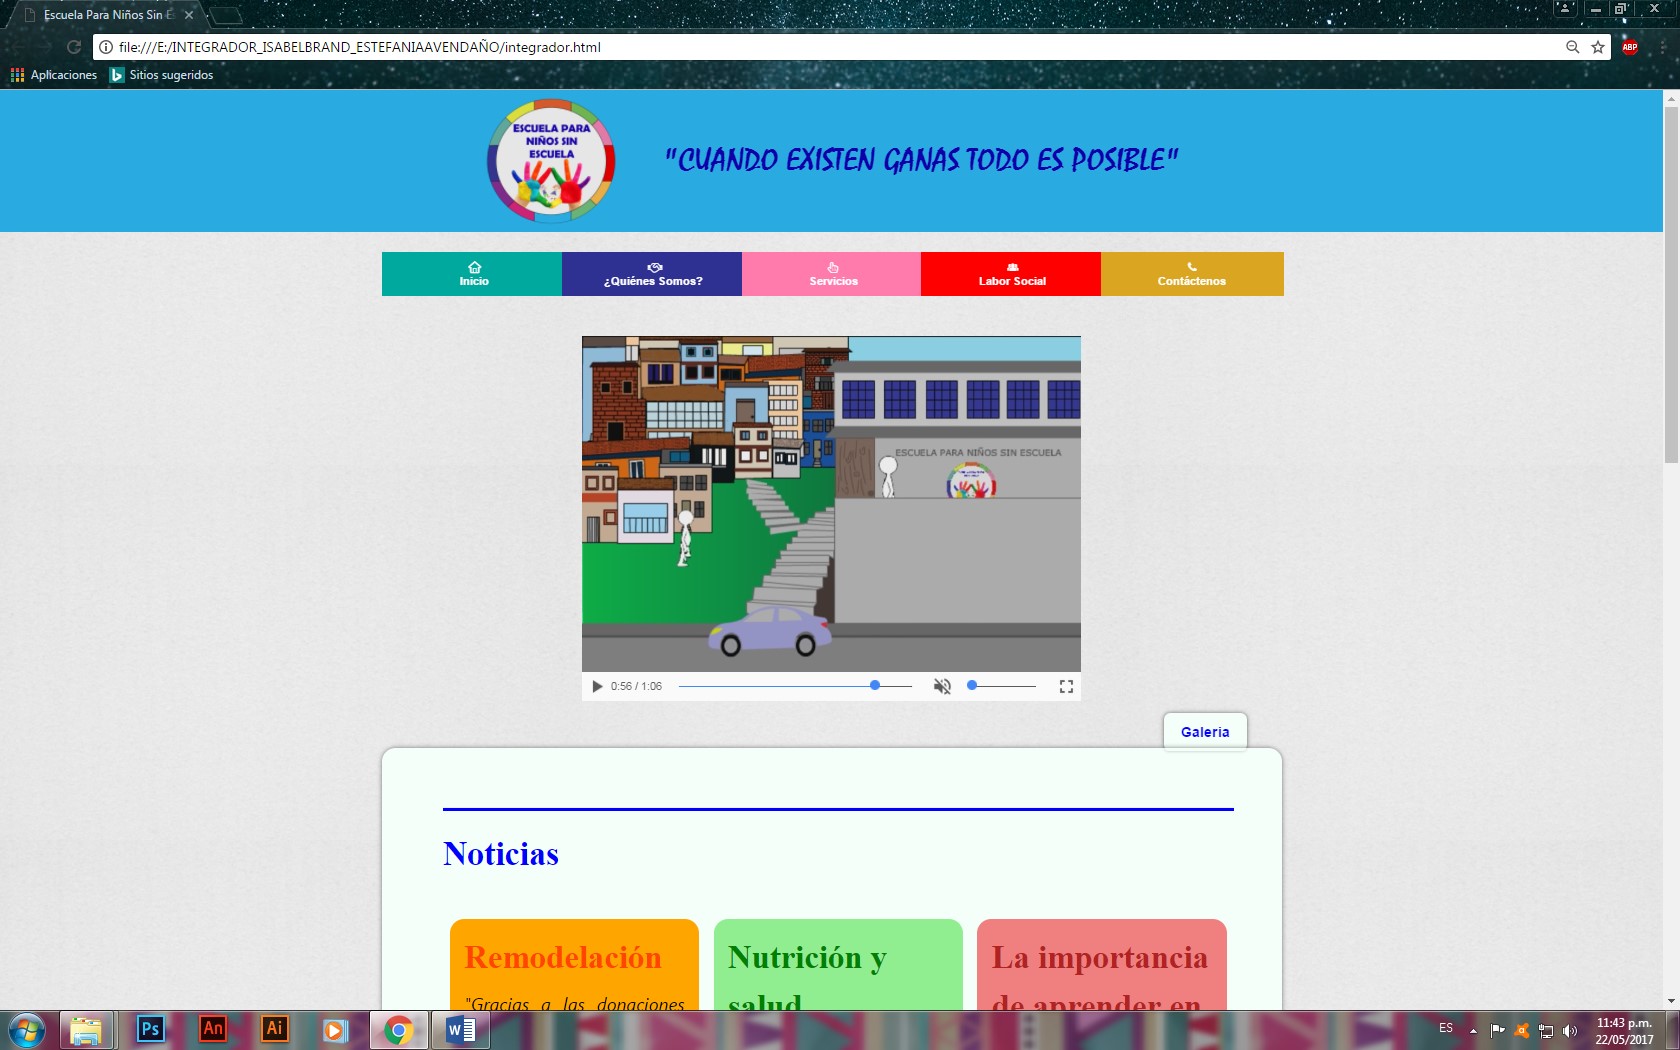 Escuela Para Niños Sin E
file:///E:/INTEGRADOR_ISABELBRAND_ESTEFANIAAVENDAÑO/integrador.html
ABP
Aplicaciones
Sitios sugeridos
ESCUELA PARA
NIÑOS SIN
ESCUELA
"CUANDO EXISTEN GANAS TODO ES POSIBLE"
Inicio
¿Quiénes Somos?
Servicios
Labor Social
Contáctenos
ESCUELA PARA NIÑOS SIN ESCUELA
0:56 / 1:06
Galeria
Noticias
Remodelación
"Gracias a las donaciones
Nutrición y
salud
La importancia
de aprender en
Ps
An
Ai
W
ES
11:43 p.m.
22/05/2017